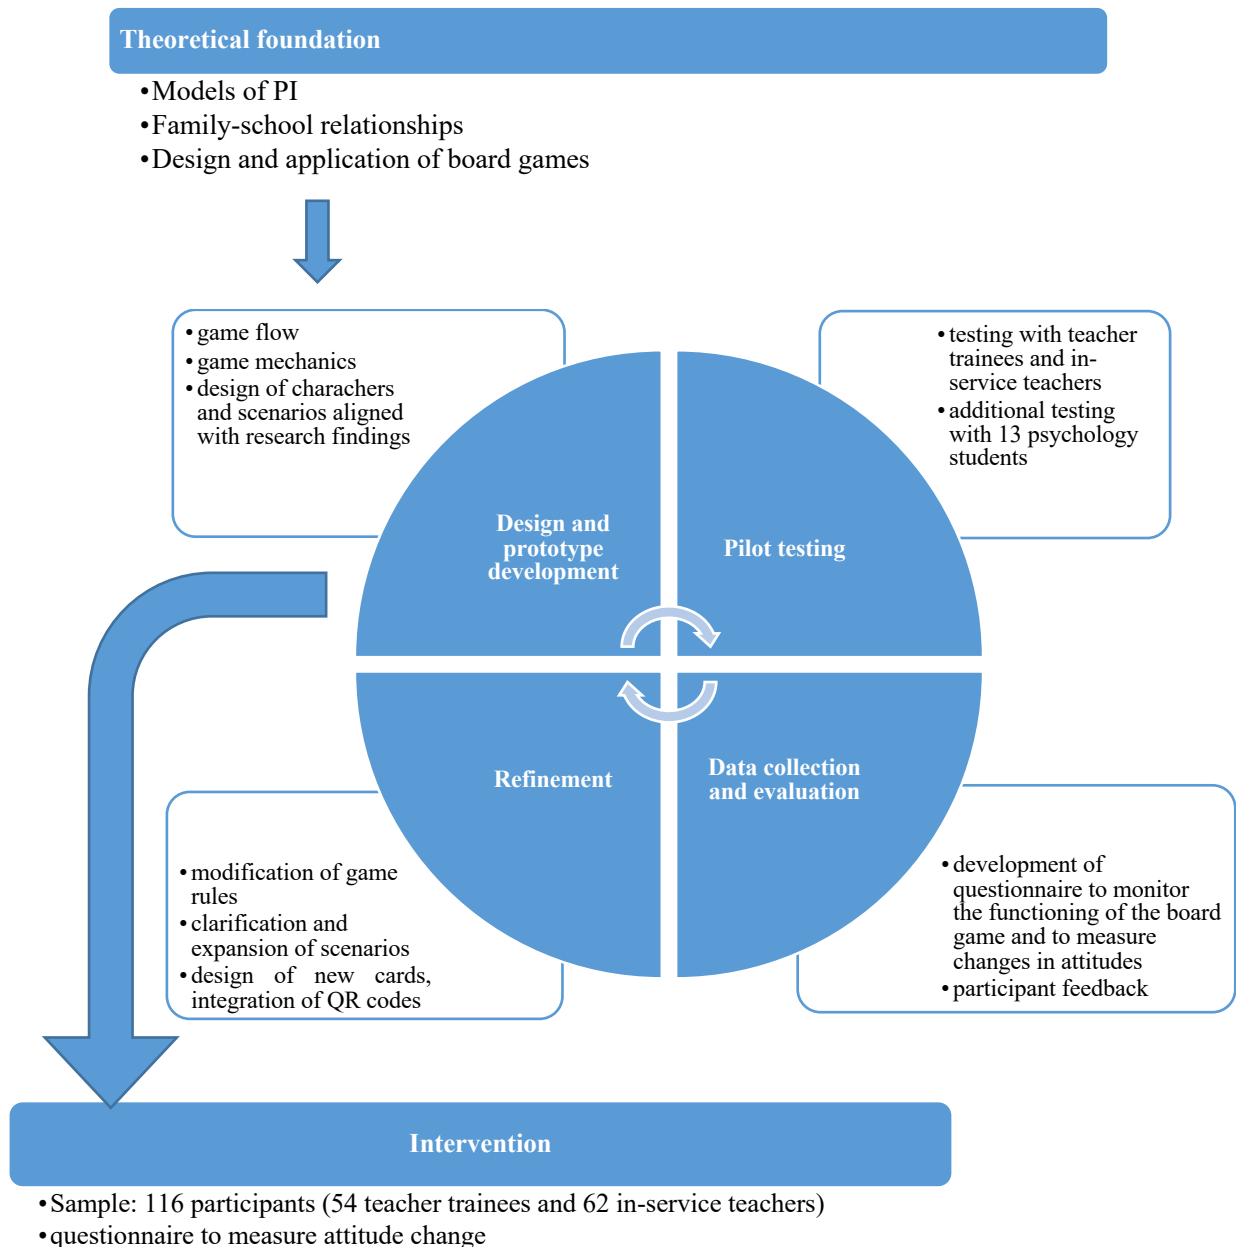 Theoretical foundation
•Models of PI
•Family-school relationships
•Design and application of board games
•game flow
•game mechanics
•design of charachers
and scenarios aligned
with research findings
•testing with teacher
trainees and in-
service teachers
•additional testing
with 13 psychology
students
Design and
prototype
development
Pilot testing
Refinement
Data collection
and evaluation
•modification of game
rules
•clarification and
expansion of scenarios
•design of new cards,
integration of QR codes
•development of
questionnaire to monitor
the functioning of the board
game and to measure
changes in attitudes
•participant feedback
Intervention
•Sample: 116 participants (54 teacher trainees and 62 in-service teachers)
•questionnaire to measure attitude change